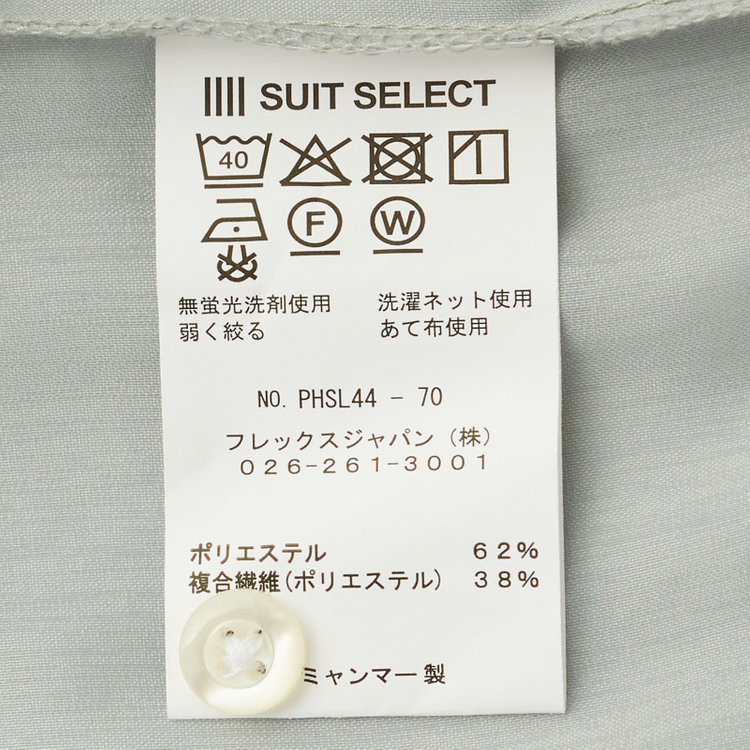 SUIT SELECT
40
F W
無蛍光洗剤使用 洗濯ネット使用
弱く絞る あて布使用
NO. PHSL44 - 70
フレックスジャパン（株）
026-261-3001
ポリエステル 62%
複合繊維(ポリエステル) 38%
ミャンマー製